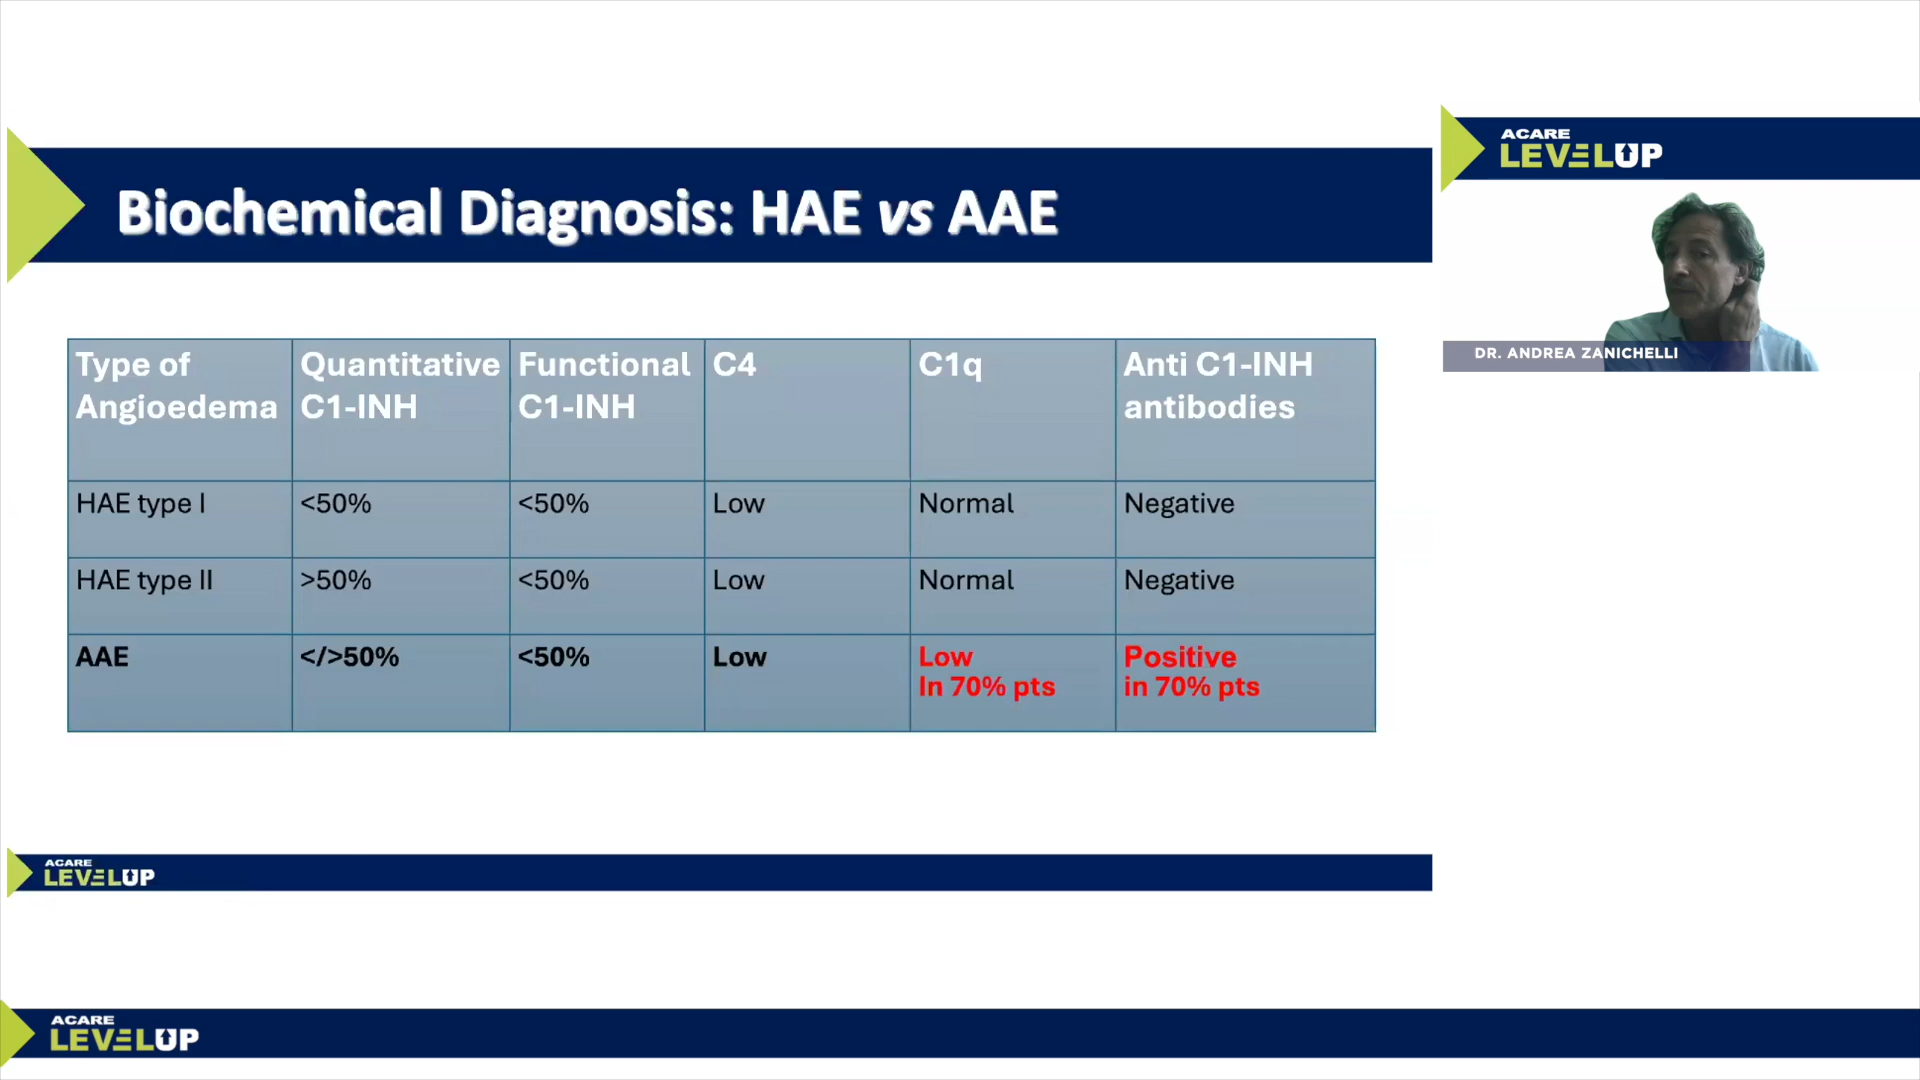 Biochemical Diagnosis: HAE vs AAE
ACARE
LEVELUP
DR. ANDREA ZANICHELLI
Type of Angioedema
Quantitative C1-INH
Functional C1-INH
C4
C1q
Anti C1-INH antibodies
HAE type I
<50%
<50%
Low
Normal
Negative
HAE type II
>50%
<50%
Low
Normal
Negative
AAE
</>50%
<50%
Low
Low
In 70% pts
Positive
in 70% pts
ACARE
LEVELUP
ACARE
LEVELUP